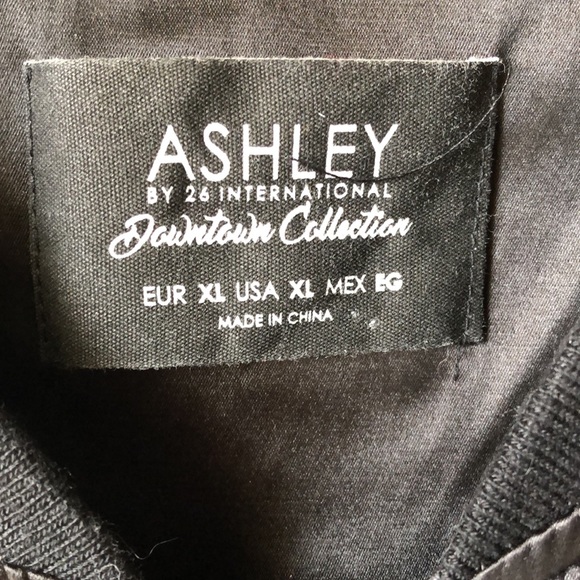 ASHLEY
BY 26 INTERNATIONAL
Downtown Collection
EUR XL USA XL MEX EG
MADE IN CHINA